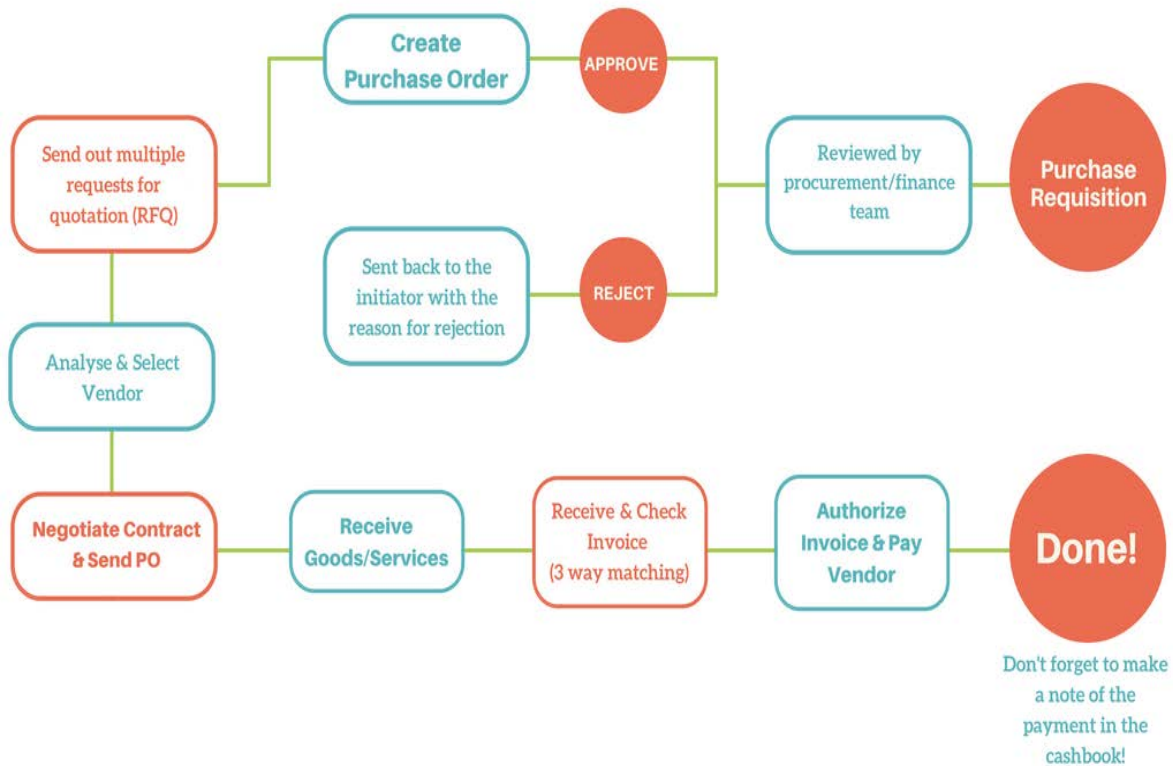 Create
Purchase Order
APPROVE
Send out multiple
requests for
quotation (RFQ)
Reviewed by
procurement/finance
team
Purchase
Requisition
Sent back to the
initiator with the
reason for rejection
REJECT
Analyse & Select
Vendor
Negotiate Contract
& Send PO
Receive
Goods/Services
Receive & Check
Invoice
(3 way matching)
Authorize
Invoice & Pay
Vendor
Done!
Don't forget to make
a note of the
payment in the
cashbook!